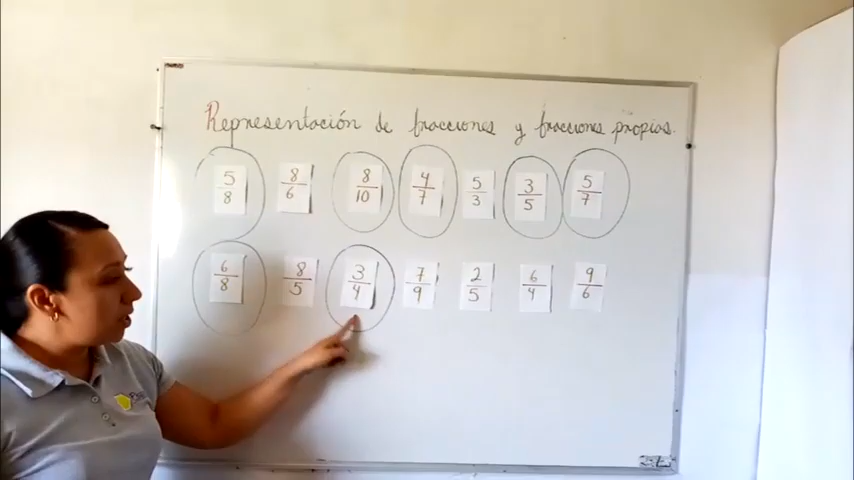 Representación de fracciones y fracciones propias.
5/8 8/6 8/10 4/7 5/3 3/5 5/7
6/8 8/5 3/4 7/9 2/5 6/4 9/6